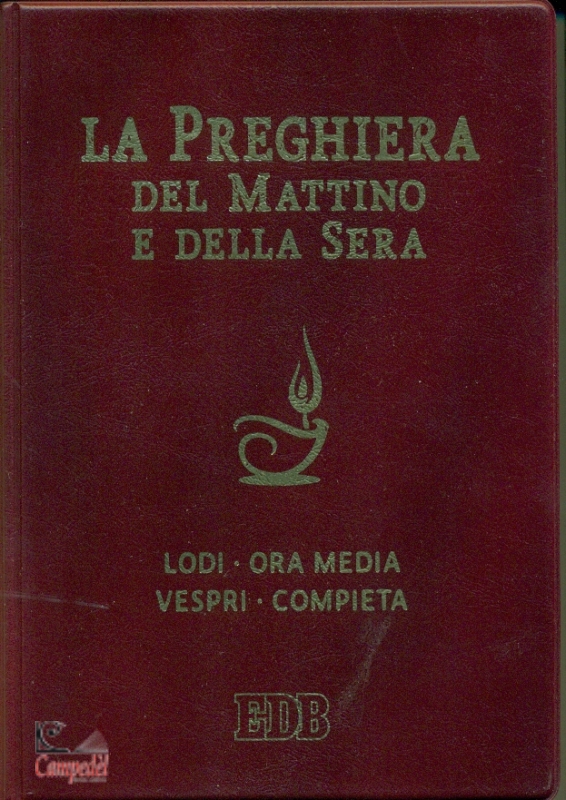 LA PREGHIERA
DEL MATTINO
E DELLA SERA
LODI · ORA MEDIA
VESPRI · COMPIETA
EDB
Campedel